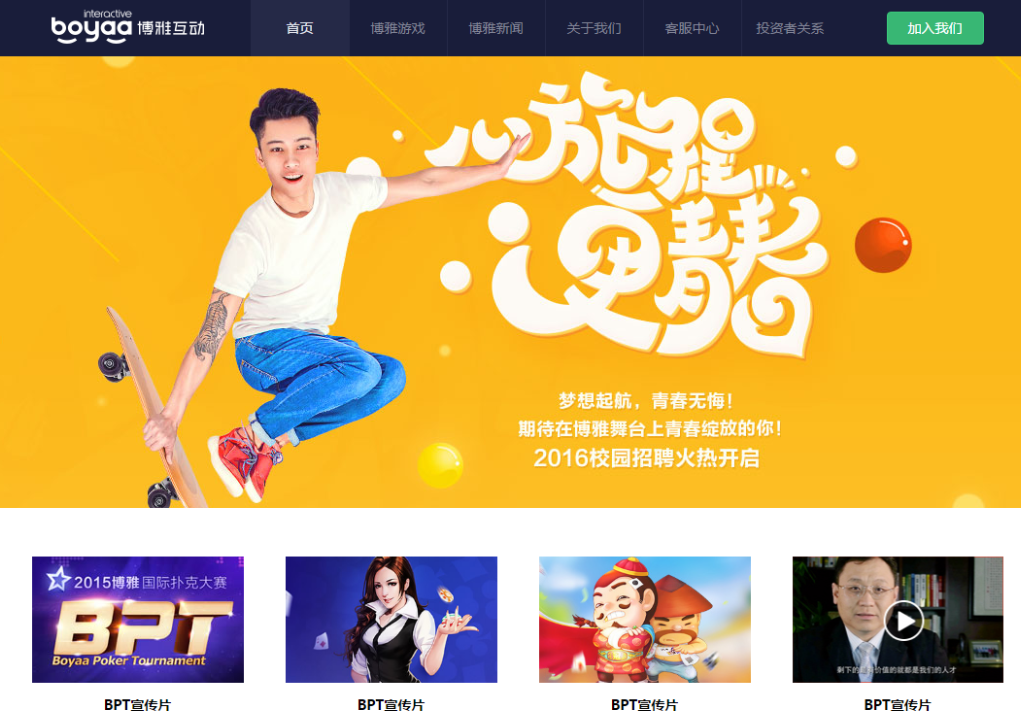 interactive
boyaa 博雅互动
首页
博雅游戏
博雅新闻
关于我们
客服中心
投资者关系
加入我们
心旅程
逆青春
梦想起航，青春无悔！
期待在博雅舞台上青春绽放的你！
2016校园招聘火热开启
2015博雅国际扑克大赛
BPT
Boyaa Poker Tournament
剩下的最有价值的就都是我们的人才
BPT宣传片
BPT宣传片
BPT宣传片
BPT宣传片